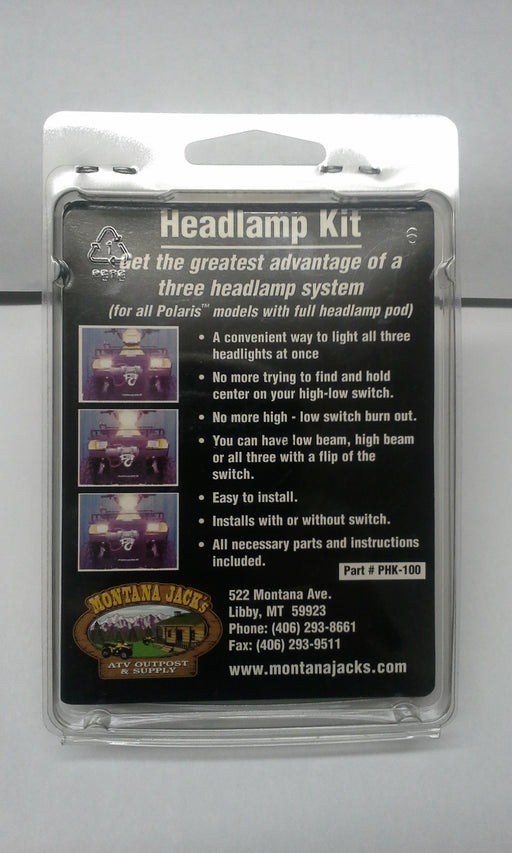 Headlamp Kit
Get the greatest advantage of a
three headlamp system
(for all Polaris™ models with full headlamp pod)
• A convenient way to light all three
headlights at once
• No more trying to find and hold
center on your high-low switch.
• No more high - low switch burn out.
• You can have low beam, high beam
or all three with a flip of the
switch.
• Easy to install.
• Installs with or without switch.
• All necessary parts and instructions
included.
Part # PHK-100
MONTANA JACK's
ATV OUTPOST
& SUPPLY
522 Montana Ave.
Libby, MT 59923
Phone: (406) 293-8661
Fax: (406) 293-9511
www.montanajacks.com